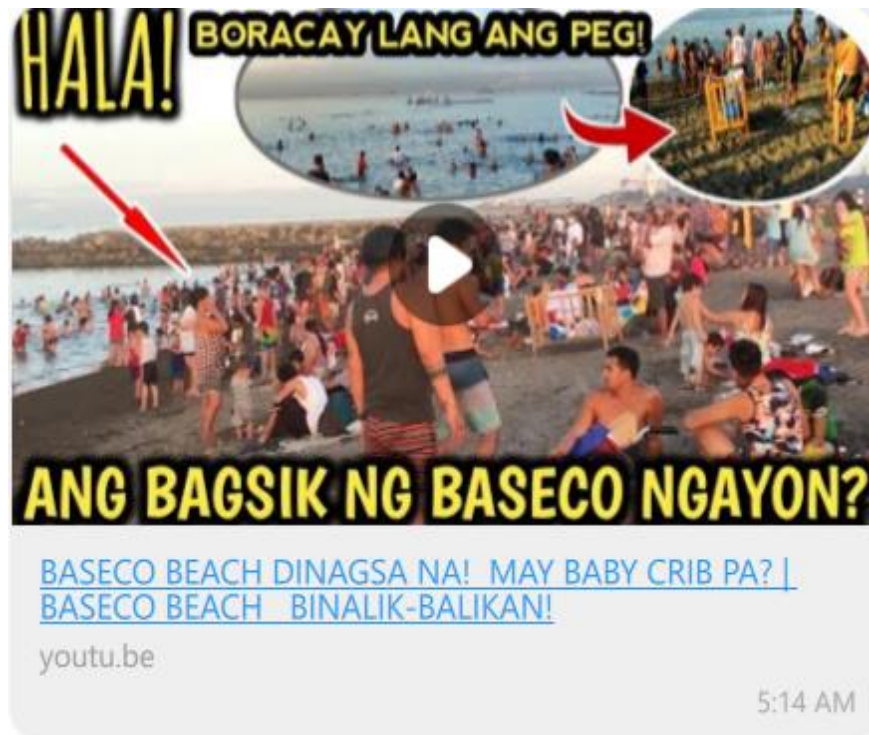 HALA!
BORACAY LANG ANG PEG!
ANG BAGSIK NG BASECO NGAYON?
BASECO BEACH DINAGSA NA! MAY BABY CRIB PA? |
BASECO BEACH BINALIK-BALIKAN!
youtu.be
5:14 AM